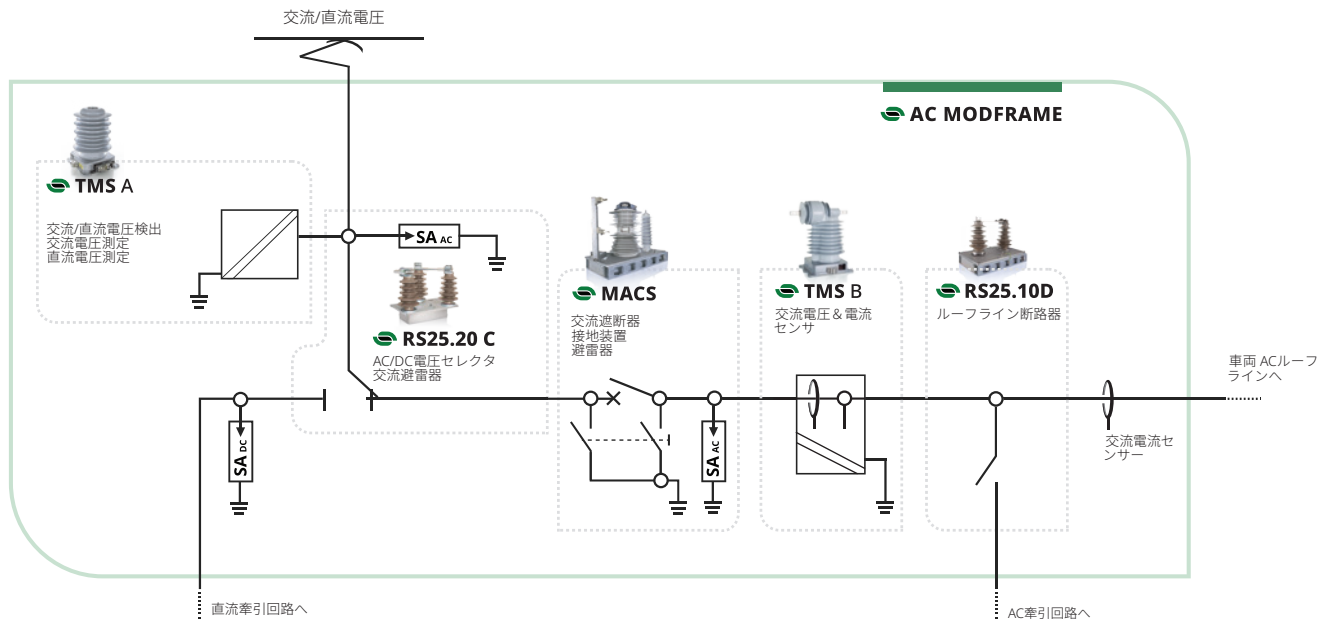 交流/直流電圧
AC MODFRAME
TMS A
交流/直流電圧検出
交流電圧測定
直流電圧測定
SA AC
RS25.20 C
AC/DC電圧セレクタ
交流避雷器
MACS
交流遮断器
接地装置
避雷器
TMS B
交流電圧＆電流
センサ
RS25.10D
ルーフライン断路器
車両 ACルーフ
ラインへ
交流電流セ
ンサー
SA DC
SA AC
直流牽引回路へ
AC牽引回路へ